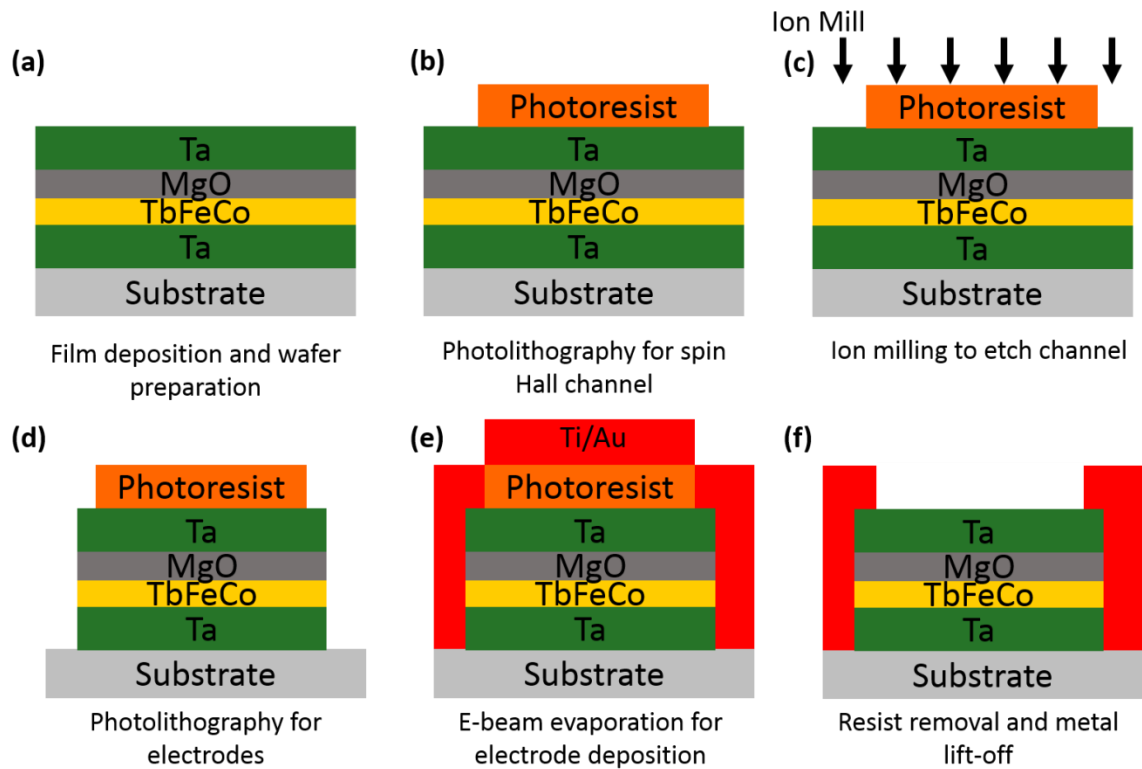 (a)
Ta
MgO
TbFeCo
Ta
Substrate
Film deposition and wafer
preparation
(b)
Photoresist
Ta
MgO
TbFeCo
Ta
Substrate
Photolithography for spin
Hall channel
Ion Mill
(c)
Photoresist
Ta
MgO
TbFeCo
Ta
Substrate
Ion milling to etch channel
(d)
Photoresist
Ta
MgO
TbFeCo
Ta
Substrate
Photolithography for
electrodes
(e)
Ti/Au
Photoresist
Ta
MgO
TbFeCo
Ta
Substrate
E-beam evaporation for
electrode deposition
(f)
Ta
MgO
TbFeCo
Ta
Substrate
Resist removal and metal
lift-off